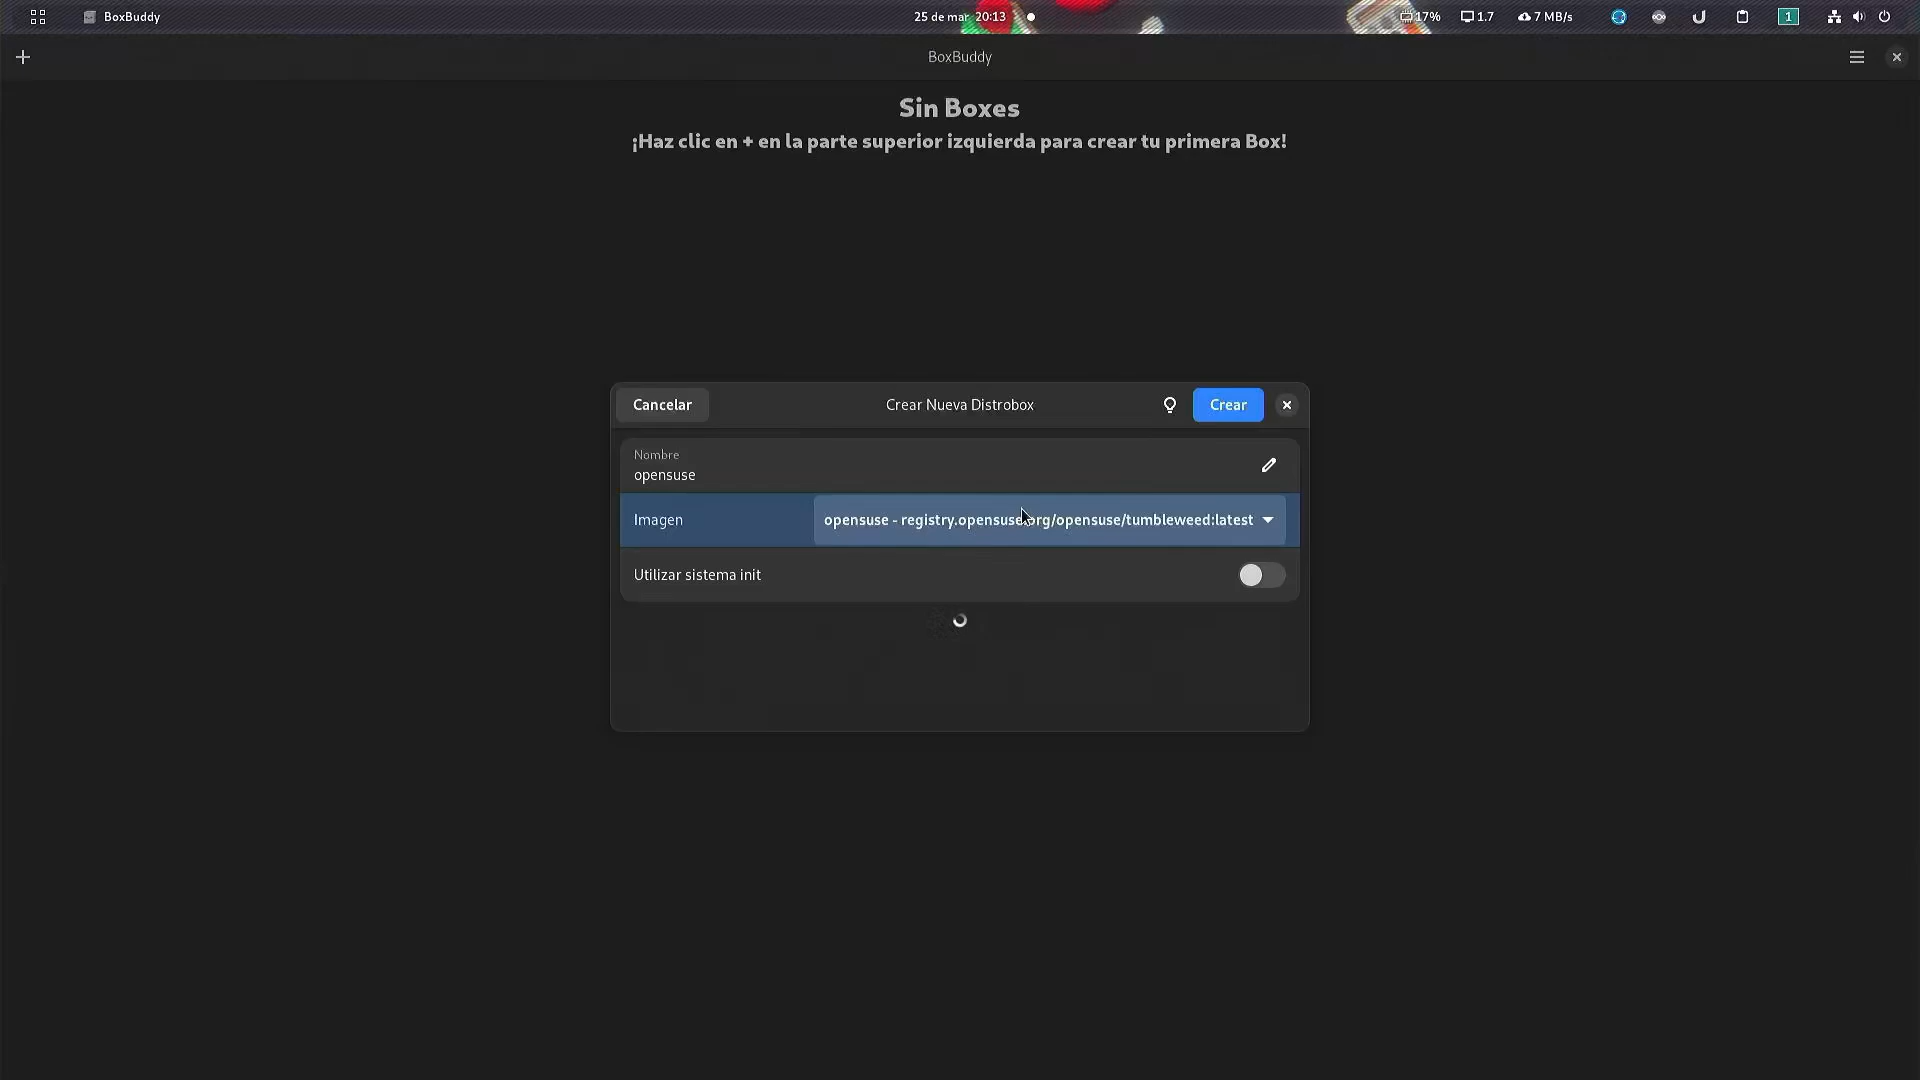 BoxBuddy
25 de mar 20:13
17%
1.7
7 MB/s
1
BoxBuddy
Sin Boxes
¡Haz clic en + en la parte superior izquierda para crear tu primera Box!
Cancelar
Crear Nueva Distrobox
Crear
Nombre
opensuse
Imagen
opensuse - registry.opensuse.org/opensuse/tumbleweed:latest
Utilizar sistema init